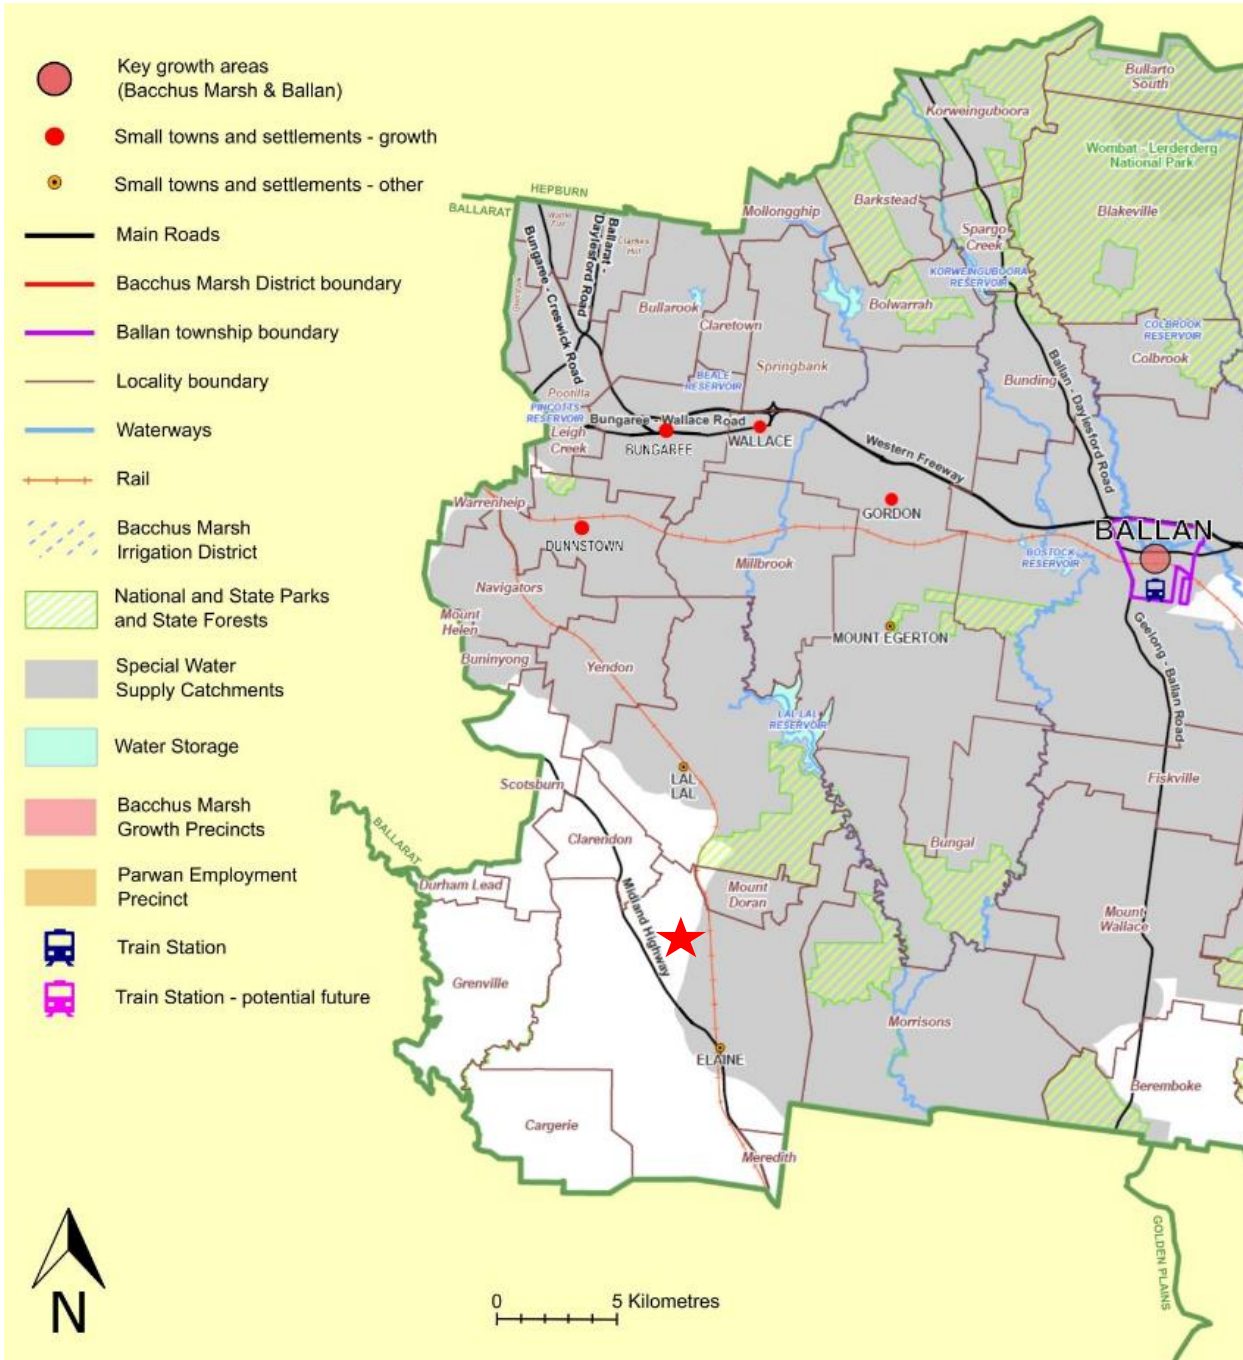 Key growth areas
(Bacchus Marsh & Ballan)
Small towns and settlements - growth
Small towns and settlements - other
Main Roads
Bacchus Marsh District boundary
Ballan township boundary
Locality boundary
Waterways
Rail
Bacchus Marsh
Irrigation District
National and State Parks
and State Forests
Special Water
Supply Catchments
Water Storage
Bacchus Marsh
Growth Precincts
Parwan Employment
Precinct
Train Station
Train Station - potential future
N
0 5 Kilometres
HEPBURN
BALLARAT
Bullarto
South
Korweinguboora
Wombat - Lerderderg
National Park
Blakeville
Barkstead
Mollongghip
Spargo
Creek
KORWEINGUBOORA
RESERVOIR
Bolwarrah
COLBROOK
RESERVOIR
Colbrook
Bunding
Clarkes
Hill
Ballarat -
Daylesford Road
Bungaree - Creswick Road
Bullarook
Claretown
Springbank
BEALE
RESERVOIR
Pootilla
PINCOTTS
RESERVOIR
Bungaree - Wallace Road
Leigh
Creek
BUNGAREE
WALLACE
Western Freeway
Ballan - Daylesford Road
Warrenheip
DUNNSTOWN
GORDON
BALLAN
BOSTOCK
RESERVOIR
Millbrook
Navigators
Mount
Helen
Buninyong
Yendon
MOUNT EGERTON
Geelong - Ballan Road
LAL LAL
RESERVOIR
LAL
LAL
Fiskville
Scotsburn
Clarendon
Bungal
BALLARAT
Durham Lead
Midland Highway
Mount
Doran
Mount
Wallace
Grenville
Morrisons
ELAINE
Beremboke
Cargerie
Meredith
GOLDEN PLAINS